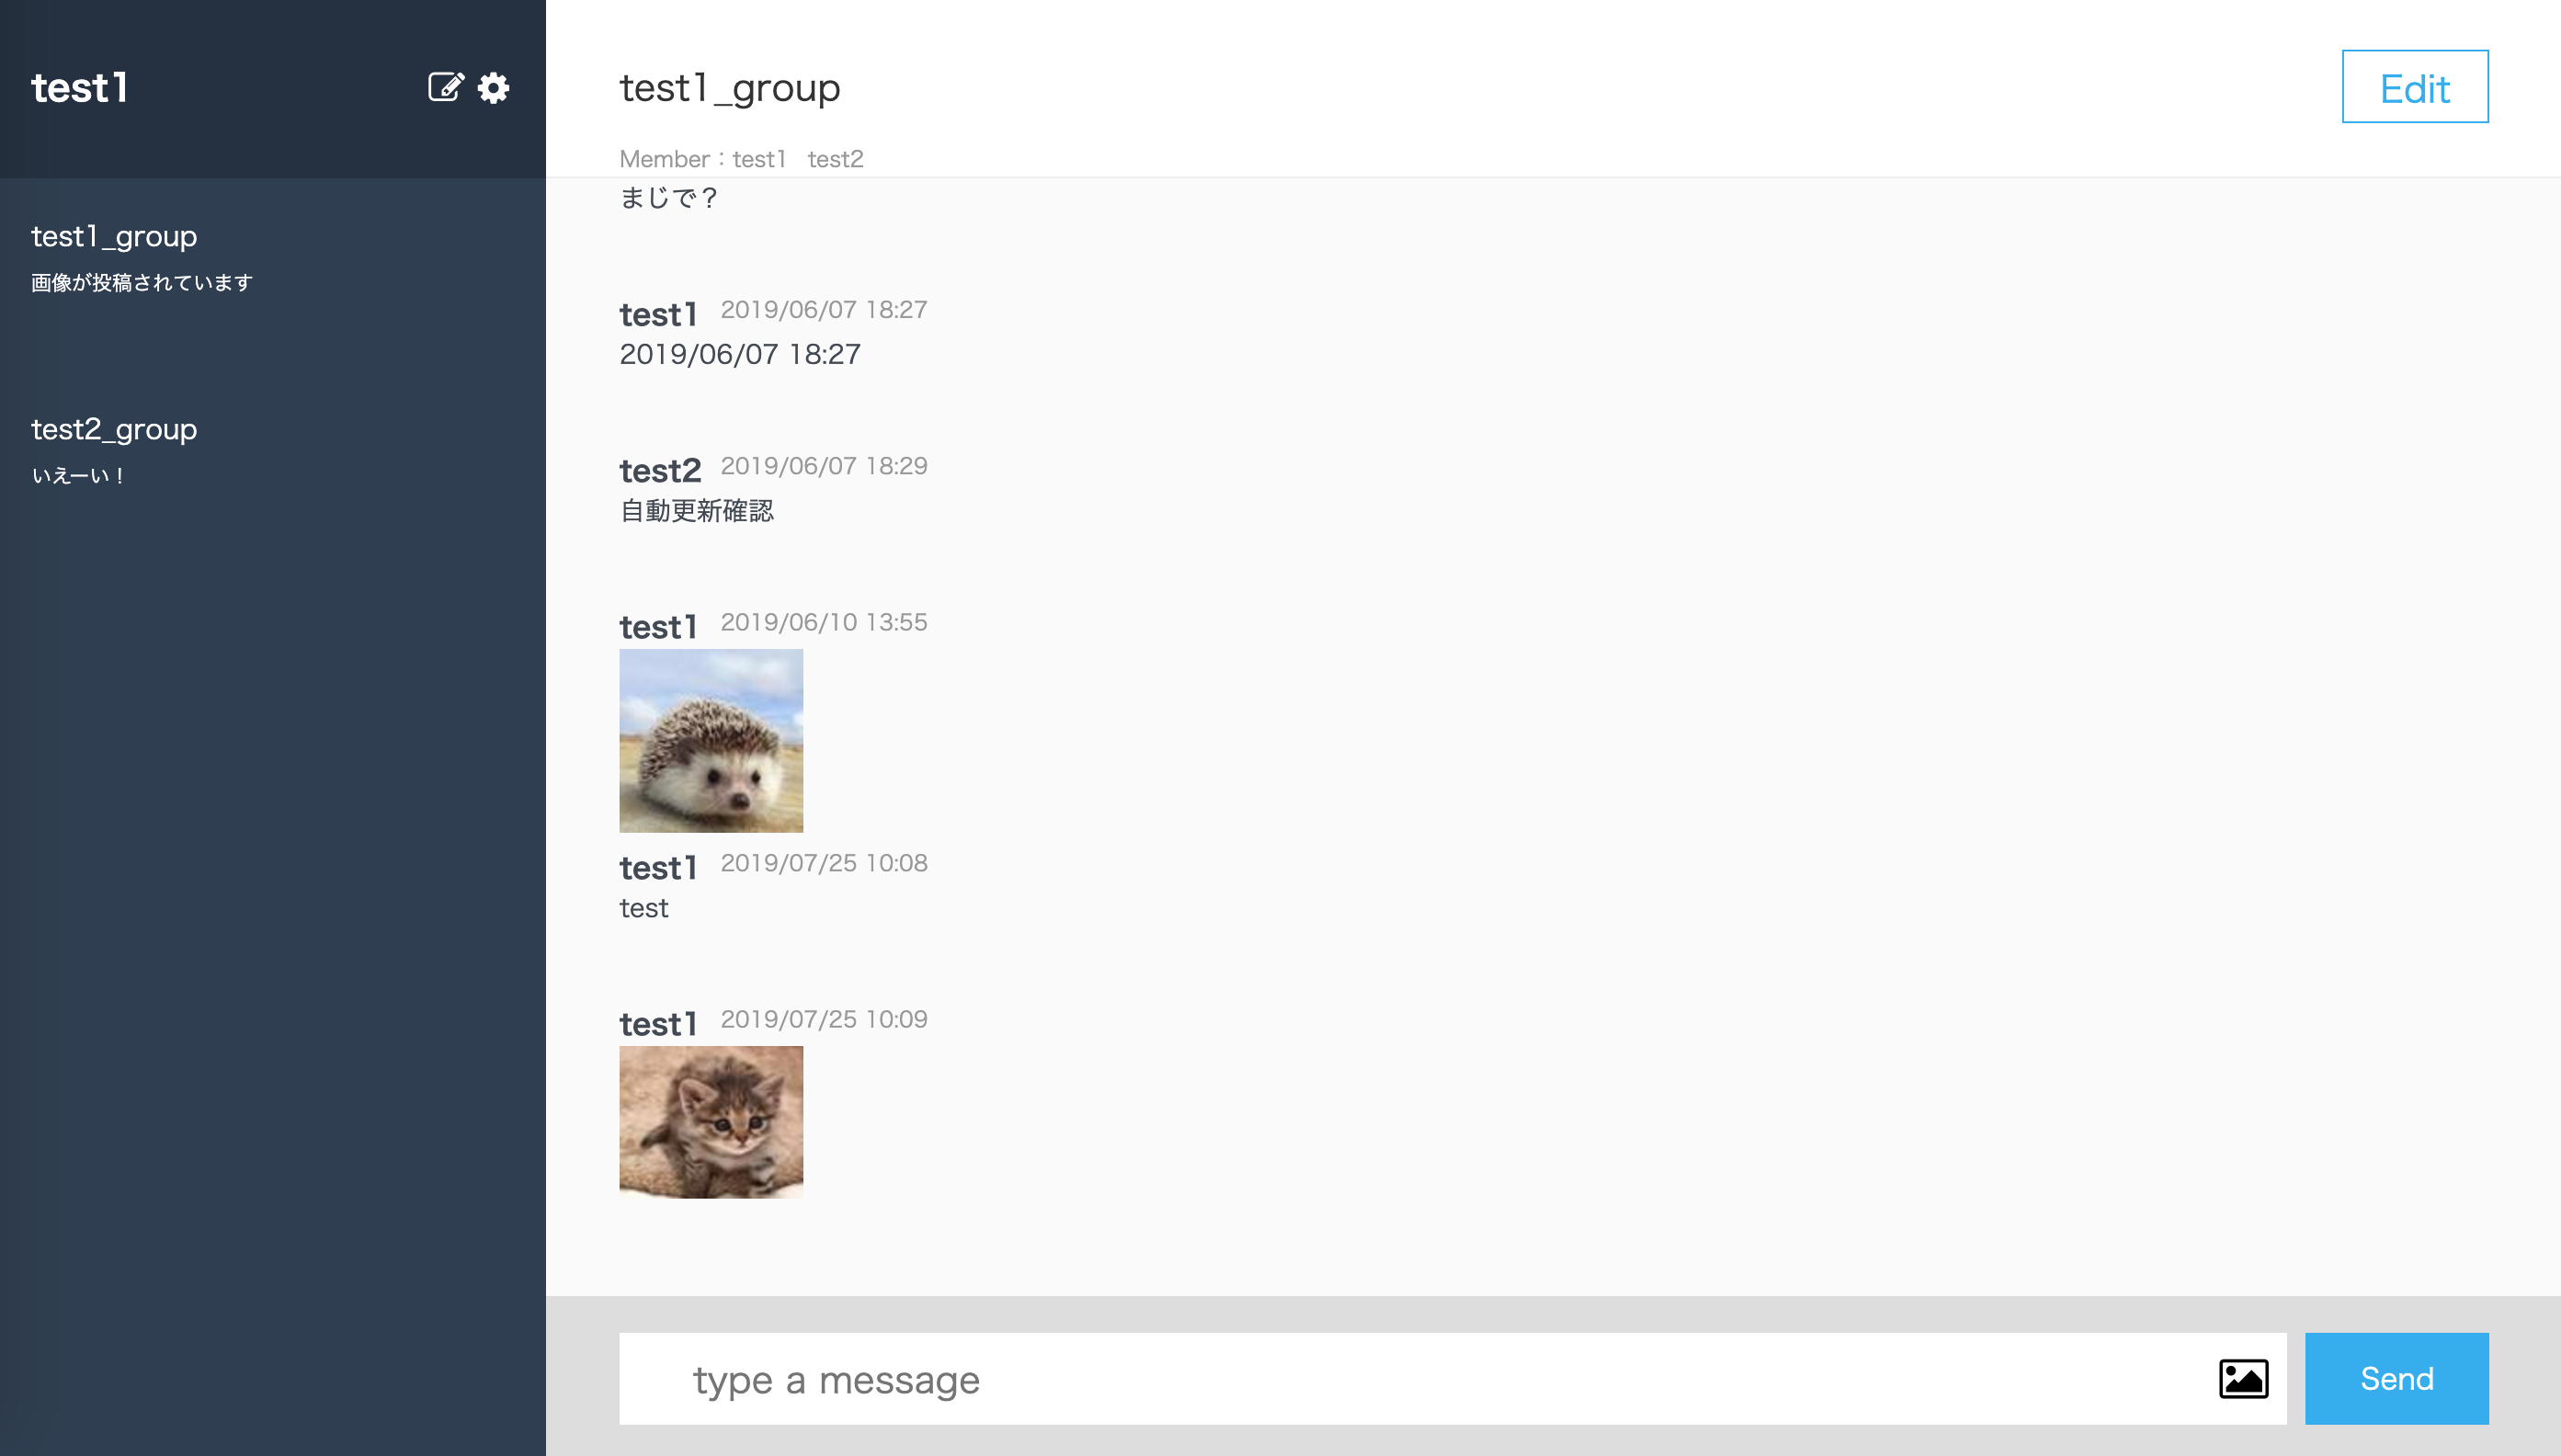 test1
test1_group
画像が投稿されています
test2_group
いえーい！
test1_group
Edit
Member：test1 test2
まじで？
test1 2019/06/07 18:27
2019/06/07 18:27
test2 2019/06/07 18:29
自動更新確認
test1 2019/06/10 13:55
test1 2019/07/25 10:08
test
test1 2019/07/25 10:09
type a message
Send